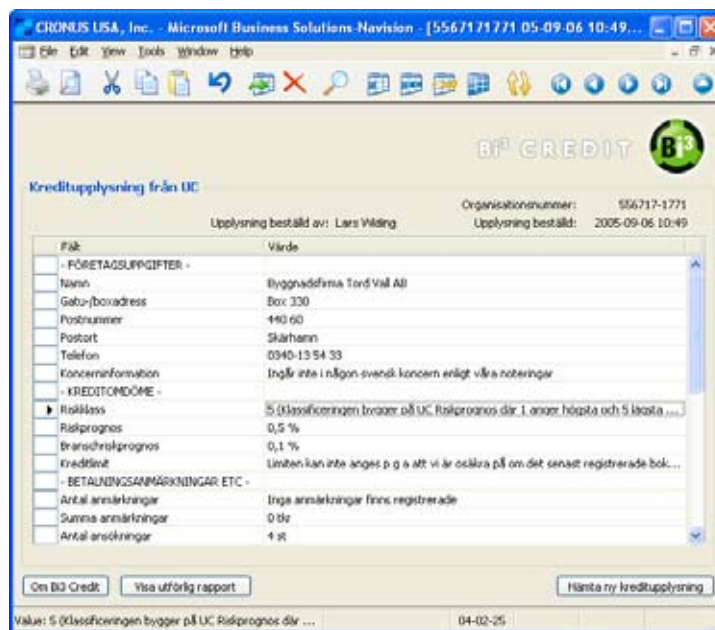 CRONUS USA, Inc. - Microsoft Business Solutions-Navision - [5567171771 05-09-06 10:49...
File Edit View Tools Window Help
Bi³ CREDIT Bi³
Kreditupplysning från UC
Organisationsnummer: 556717-1771
Upplysning beställd av: Lars Wilding Upplysning beställd: 2005-09-06 10:49
Fält Värde
- FÖRETAGSUPPGIFTER -
Namn Byggnadsfirma Tord Vall AB
Gatu-/boxadress Box 330
Postnummer 440 60
Postort Skärhamn
Telefon 0340-13 54 33
Koncerninformation Ingår inte i någon svensk koncern enligt våra noteringar
- KREDITOMDÖME -
Riskklass 5 (Klassificeringen bygger på UC Riskprognos där 1 anger högsta och 5 lägsta ...
Riskprognos 0,5 %
Branschriskprognos 0,1 %
Kreditlimit Limiten kan inte anges p g a att vi är osäkra på om det senast registrerade bok...
- BETALNINGSANMÄRKNINGAR ETC -
Antal anmärkningar Inga anmärkningar finns registrerade
Summa anmärkningar 0 tkr
Antal ansökningar 4 st
Om Bi3 Credit Visa utförlig rapport Hämta ny kreditupplysning
Value: 5 (Klassificeringen bygger på UC Riskprognos där ... 04-02-25